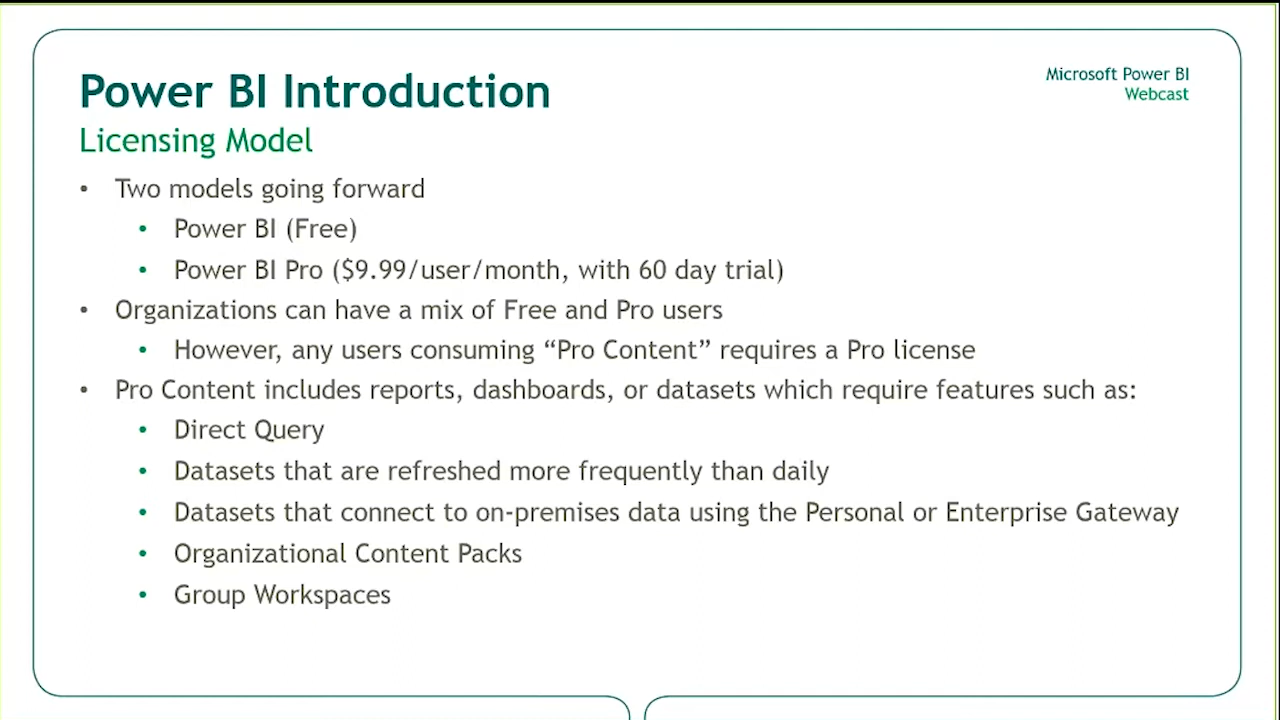 Power BI Introduction
Microsoft Power BI
Webcast
Licensing Model
• Two models going forward
• Power BI (Free)
• Power BI Pro ($9.99/user/month, with 60 day trial)
• Organizations can have a mix of Free and Pro users
• However, any users consuming “Pro Content” requires a Pro license
• Pro Content includes reports, dashboards, or datasets which require features such as:
• Direct Query
• Datasets that are refreshed more frequently than daily
• Datasets that connect to on-premises data using the Personal or Enterprise Gateway
• Organizational Content Packs
• Group Workspaces